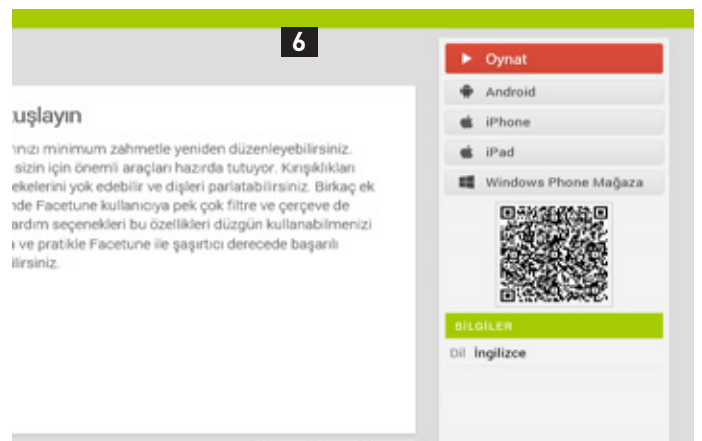 6
uşlayın
ınızı minimum zahmetle yeniden düzenleyebilirsiniz.
sizin için önemli araçları hazırda tutuyor. Kırışıklıkları
ekelerini yok edebilir ve dişleri parlatabilirsiniz. Birkaç ek
nde Facetune kullanıcıya pek çok filtre ve çerçeve de
ardım seçenekleri bu özellikleri düzgün kullanabilmenizi
ve pratikle Facetune ile şaşırtıcı derecede başarılı
ilirsiniz.
Oynat
Android
iPhone
iPad
Windows Phone Mağaza
BİLGİLER
Dil İngilizce